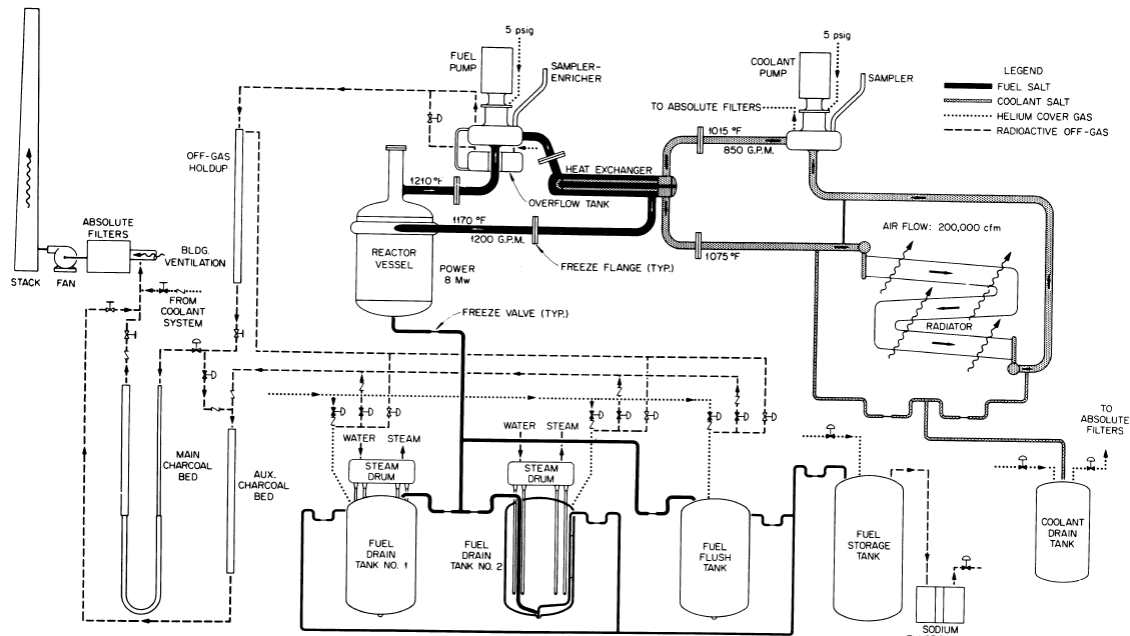 5 psig
FUEL
PUMP
SAMPLER-
ENRICHER
5 psig
COOLANT
PUMP
SAMPLER
LEGEND
FUEL SALT
COOLANT SALT
HELIUM COVER GAS
RADIOACTIVE OFF-GAS
TO ABSOLUTE FILTERS
1015 °F
850 G.P.M.
OFF-GAS
HOLDUP
HEAT EXCHANGER
1210 °F
OVERFLOW TANK
1170 °F
1200 G.P.M.
REACTOR
VESSEL
POWER
8 Mw
FREEZE FLANGE (TYP.)
1075 °F
AIR FLOW: 200,000 cfm
RADIATOR
ABSOLUTE
FILTERS
BLDG.
VENTILATION
STACK
FAN
FROM
COOLANT
SYSTEM
FREEZE VALVE (TYP.)
MAIN
CHARCOAL
BED
AUX.
CHARCOAL
BED
WATER
STEAM
STEAM
DRUM
WATER
STEAM
STEAM
DRUM
TO
ABSOLUTE
FILTERS
FUEL
DRAIN
TANK NO. 1
FUEL
DRAIN
TANK NO. 2
FUEL
FLUSH
TANK
FUEL
STORAGE
TANK
COOLANT
DRAIN
TANK
SODIUM